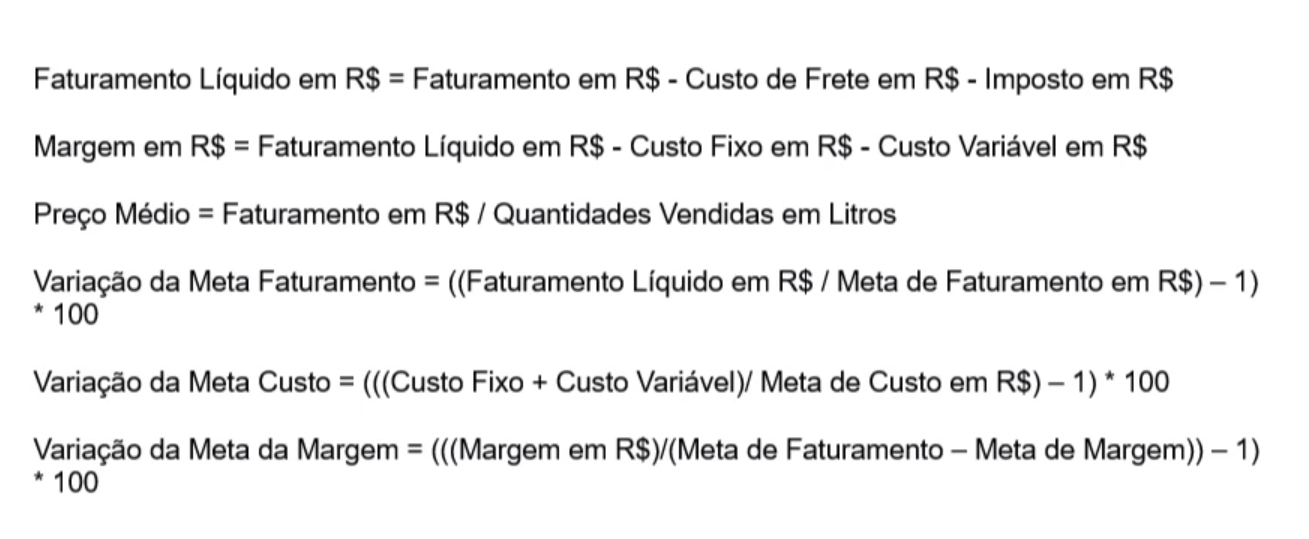 Faturamento Líquido em R$ = Faturamento em R$ - Custo de Frete em R$ - Imposto em R$
Margem em R$ = Faturamento Líquido em R$ - Custo Fixo em R$ - Custo Variável em R$
Preço Médio = Faturamento em R$ / Quantidades Vendidas em Litros
Variação da Meta Faturamento = ((Faturamento Líquido em R$ / Meta de Faturamento em R$) – 1)
* 100
Variação da Meta Custo = (((Custo Fixo + Custo Variável)/ Meta de Custo em R$) – 1) * 100
Variação da Meta da Margem = (((Margem em R$)/(Meta de Faturamento – Meta de Margem)) – 1)
* 100